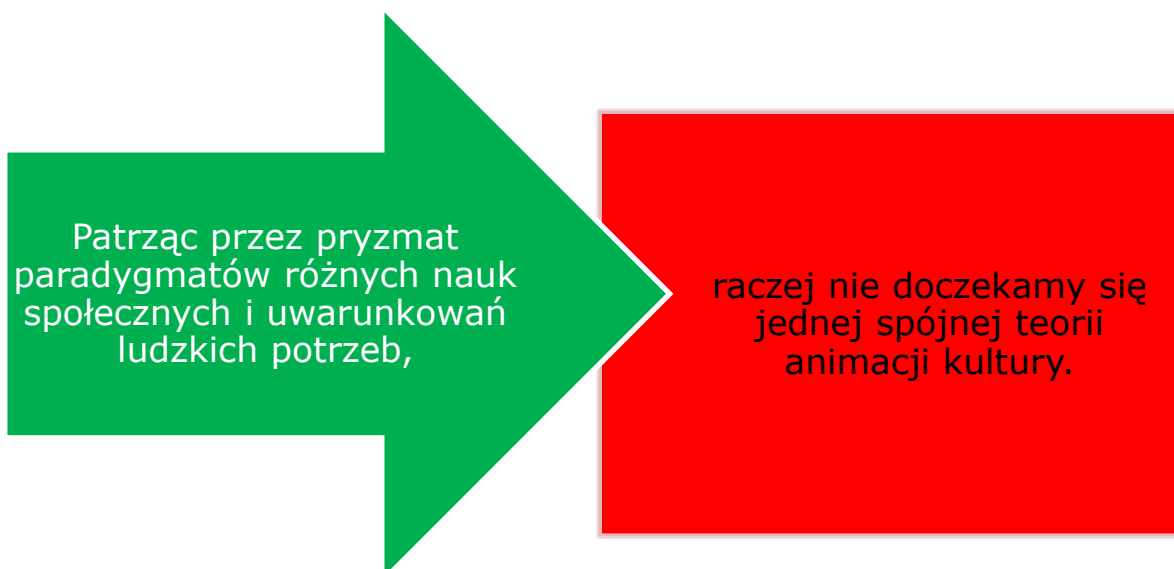 Patrząc przez pryzmat
paradygmatów różnych nauk
społecznych i uwarunkowań
ludzkich potrzeb,
raczej nie doczekamy się
jednej spójnej teorii
animacji kultury.